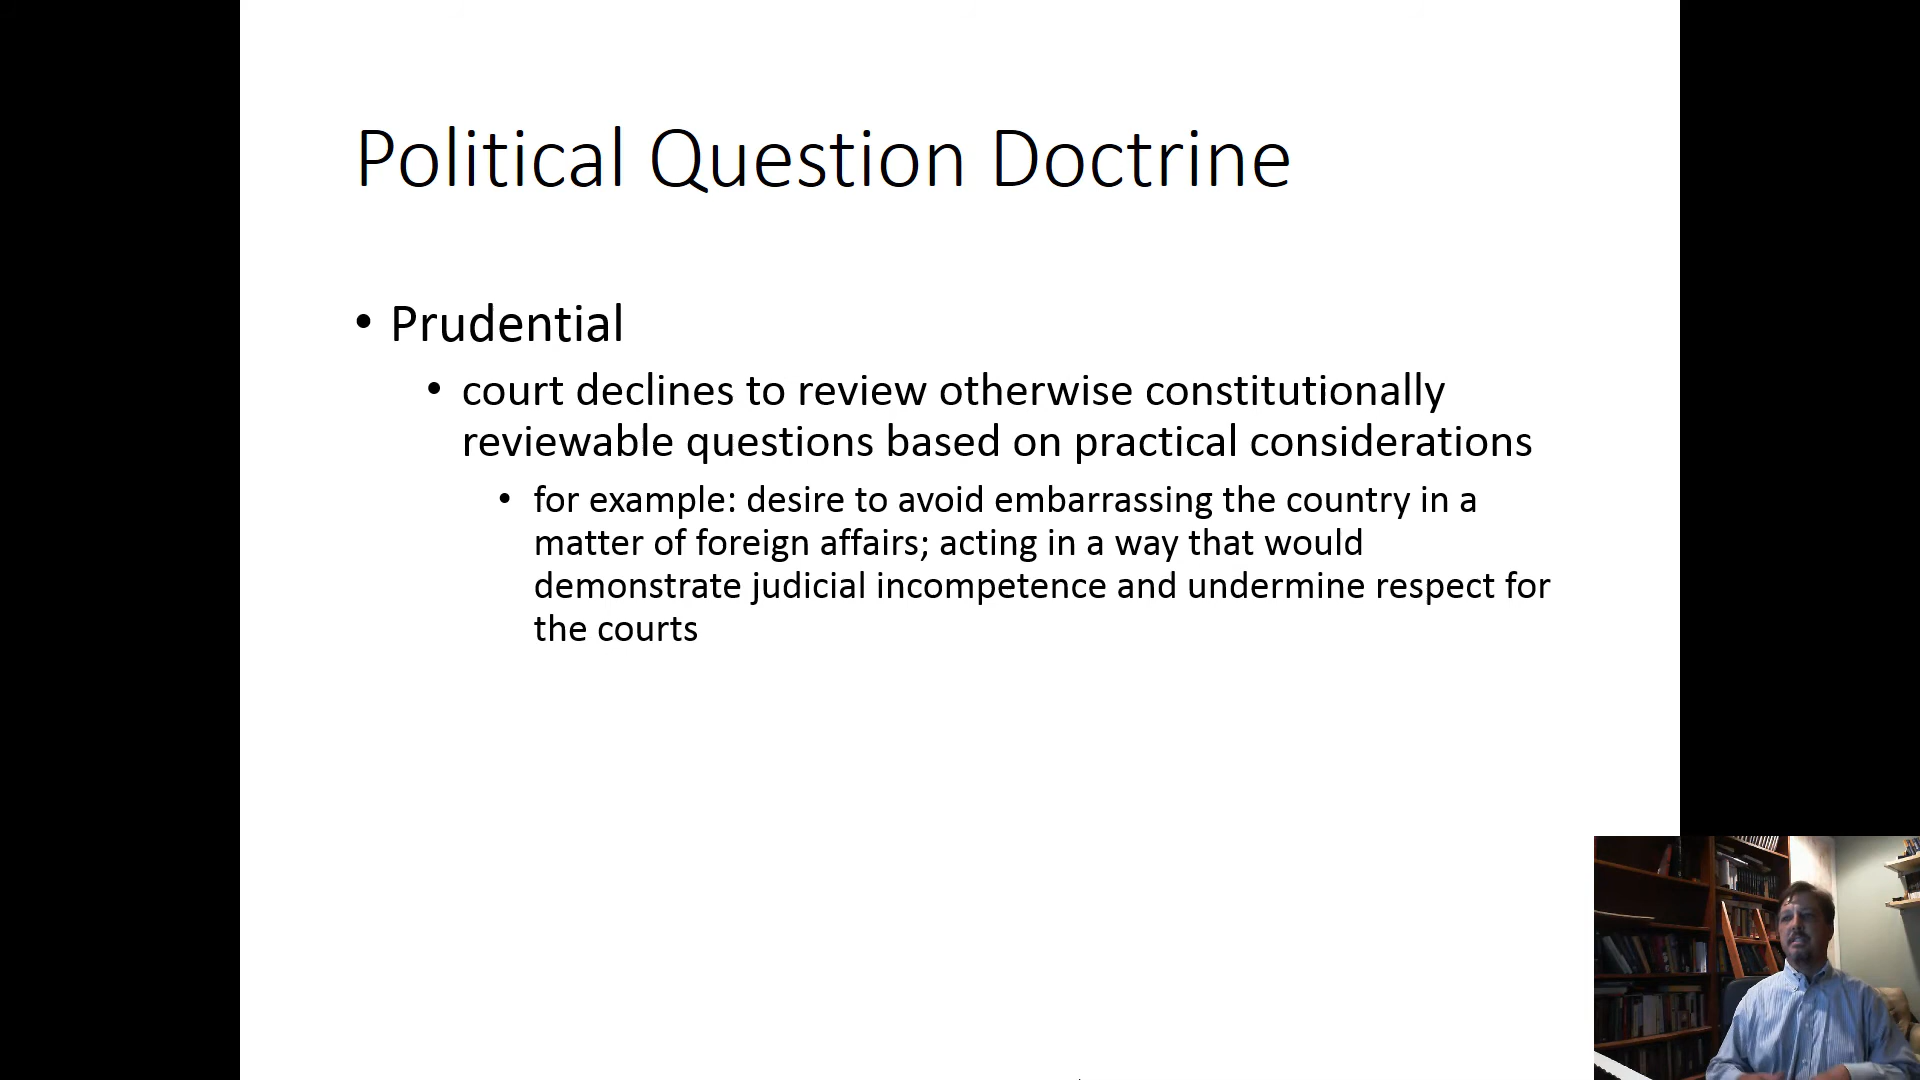 Political Question Doctrine
• Prudential
• court declines to review otherwise constitutionally
reviewable questions based on practical considerations
• for example: desire to avoid embarrassing the country in a
matter of foreign affairs; acting in a way that would
demonstrate judicial incompetence and undermine respect for
the courts